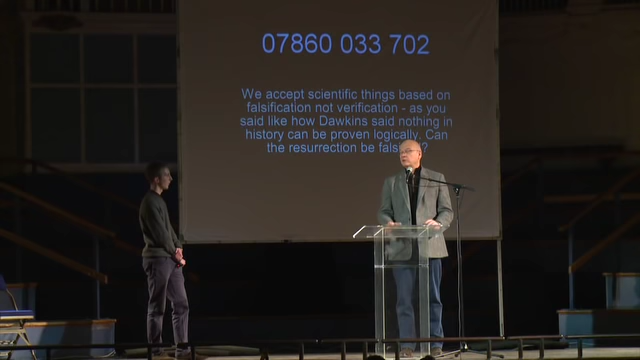 07860 033 702
We accept scientific things based on
falsification not verification - as you
said like how Dawkins said nothing in
history can be proven logically. Can
the resurrection be fals ?